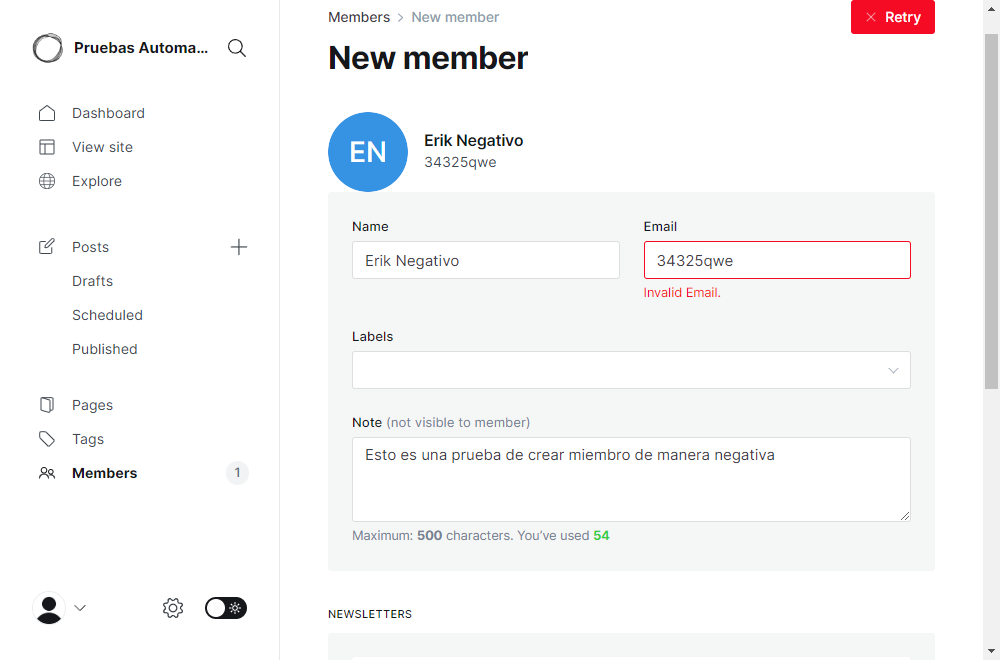 Pruebas Automa...
Dashboard
View site
Explore
Posts
Drafts
Scheduled
Published
Pages
Tags
Members
1
Members > New member
Retry
New member
EN
Erik Negativo
34325qwe
Name
Erik Negativo
Email
34325qwe
Invalid Email.
Labels
Note (not visible to member)
Esto es una prueba de crear miembro de manera negativa
Maximum: 500 characters. You’ve used 54
NEWSLETTERS